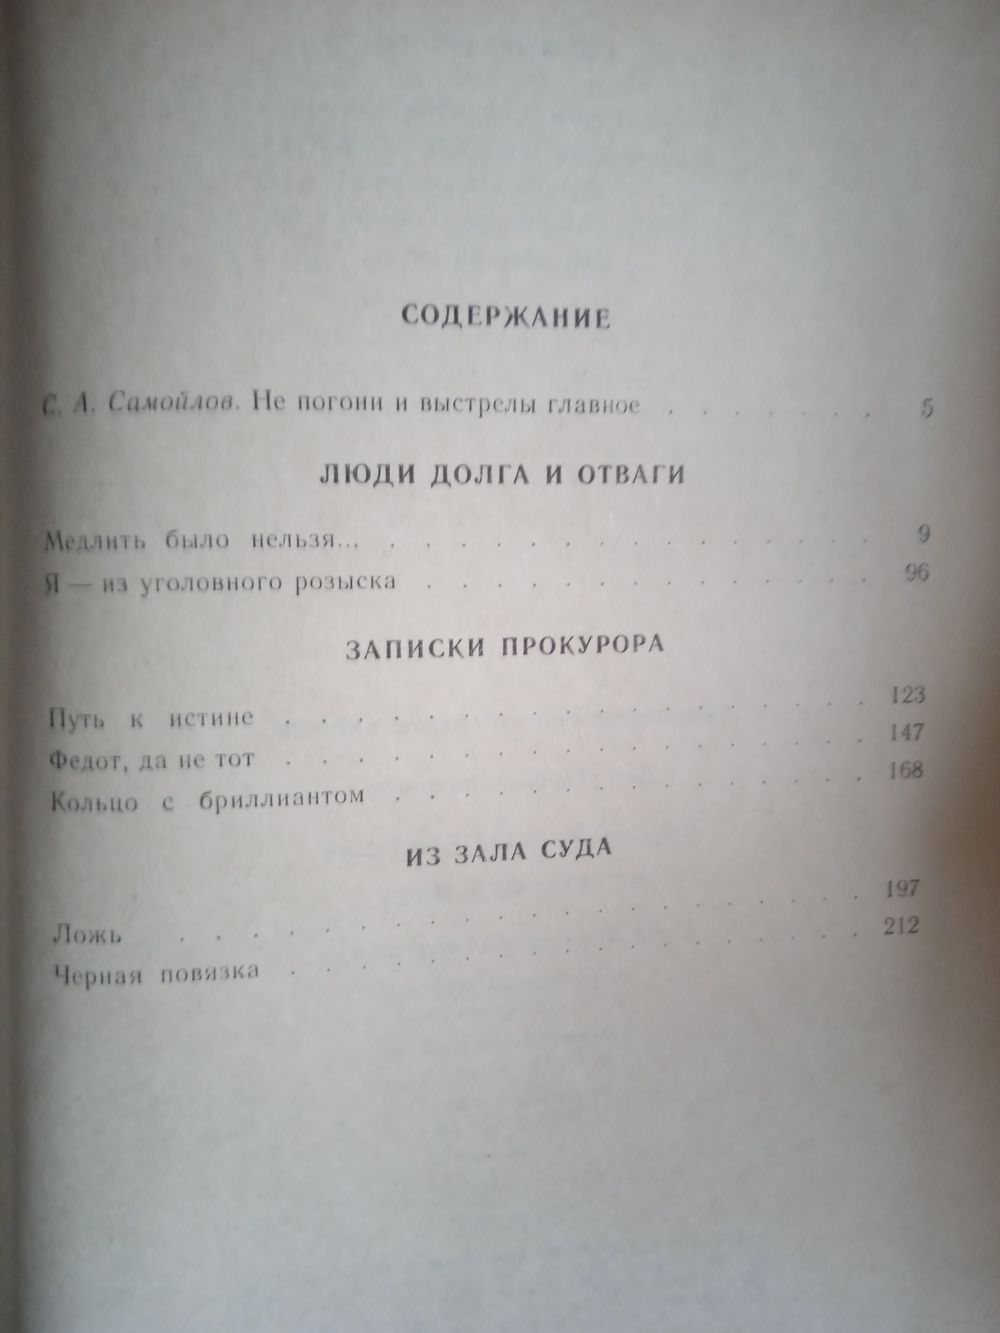 СОДЕРЖАНИЕ
С. А. Самойлов. Не погони и выстрелы главное . . . . . . . 5
ЛЮДИ ДОЛГА И ОТВАГИ
Медлить было нельзя... . . . . . . . . . . . . . . . 9
Я — из уголовного розыска . . . . . . . . . . . . . 96
ЗАПИСКИ ПРОКУРОРА
Путь к истине . . . . . . . . . . . . . . . . . 123
Федот, да не тот . . . . . . . . . . . . . . . . . 147
Кольцо с бриллиантом . . . . . . . . . . . . . . 168
ИЗ ЗАЛА СУДА
Ложь . . . . . . . . . . . . . . . . . . . 197
Черная повязка . . . . . . . . . . . . . . . . . 212